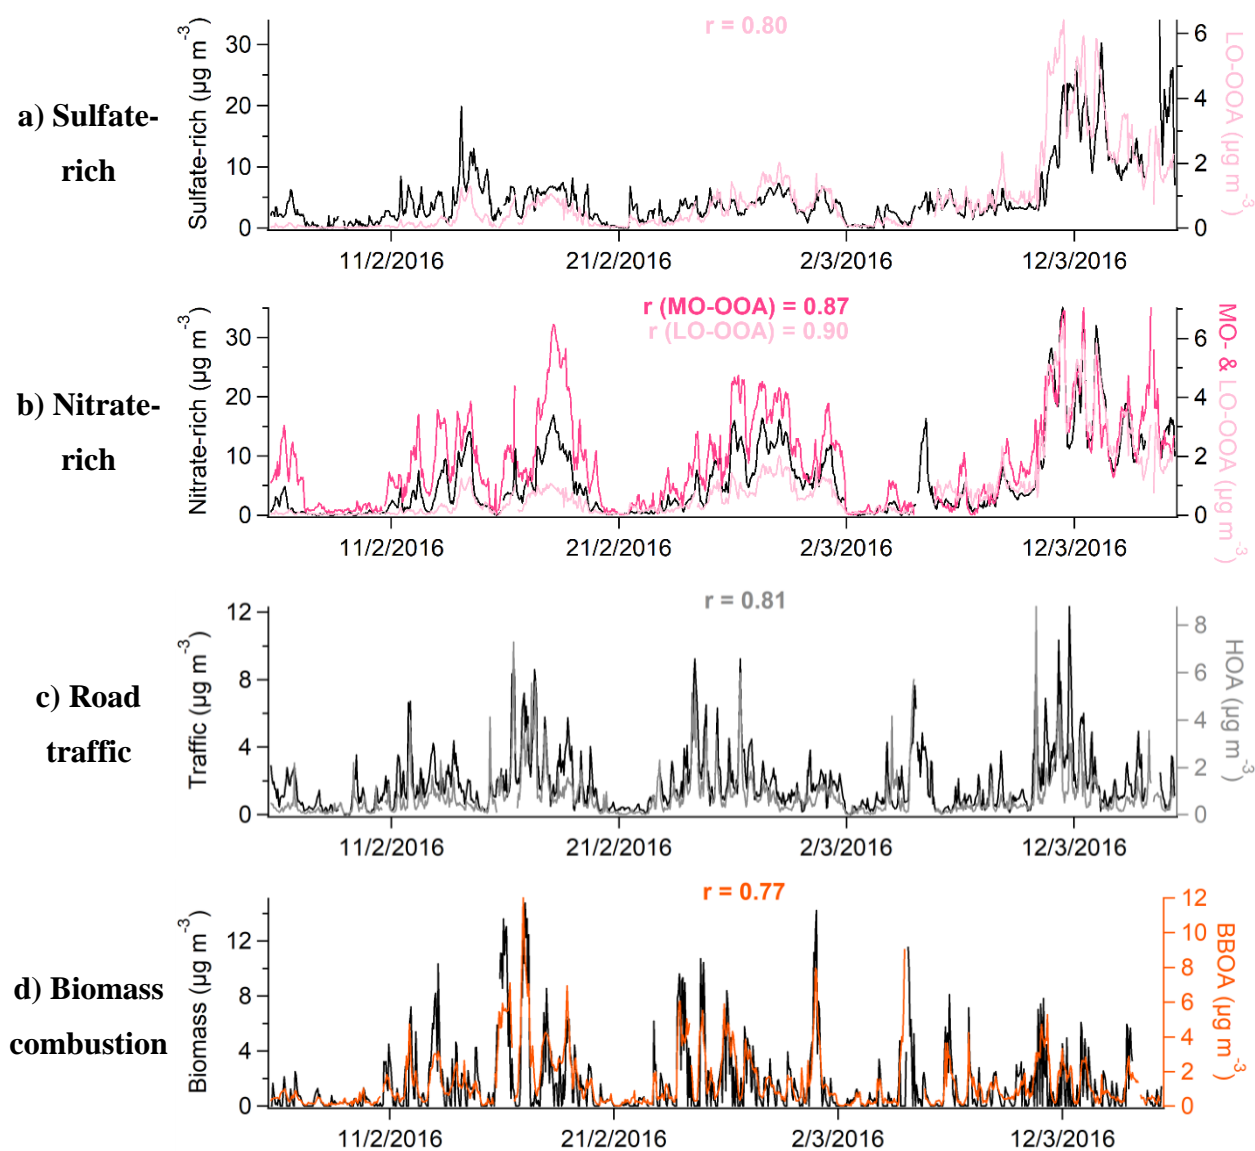 a) Sulfate-
rich
Sulfate-rich (µg m-3)
30
20
10
0
r = 0.80
6
4
2
0
LO-OOA (µg m-3)
11/2/2016 21/2/2016 2/3/2016 12/3/2016
b) Nitrate-
rich
Nitrate-rich (µg m-3)
30
20
10
0
r (MO-OOA) = 0.87
r (LO-OOA) = 0.90
6
4
2
0
MO- & LO-OOA (µg m-3)
11/2/2016 21/2/2016 2/3/2016 12/3/2016
c) Road
traffic
Traffic (µg m-3)
12
8
4
0
r = 0.81
8
6
4
2
0
HOA (µg m-3)
11/2/2016 21/2/2016 2/3/2016 12/3/2016
d) Biomass
combustion
Biomass (µg m-3)
12
8
4
0
r = 0.77
12
10
8
6
4
2
0
BBOA (µg m-3)
11/2/2016 21/2/2016 2/3/2016 12/3/2016